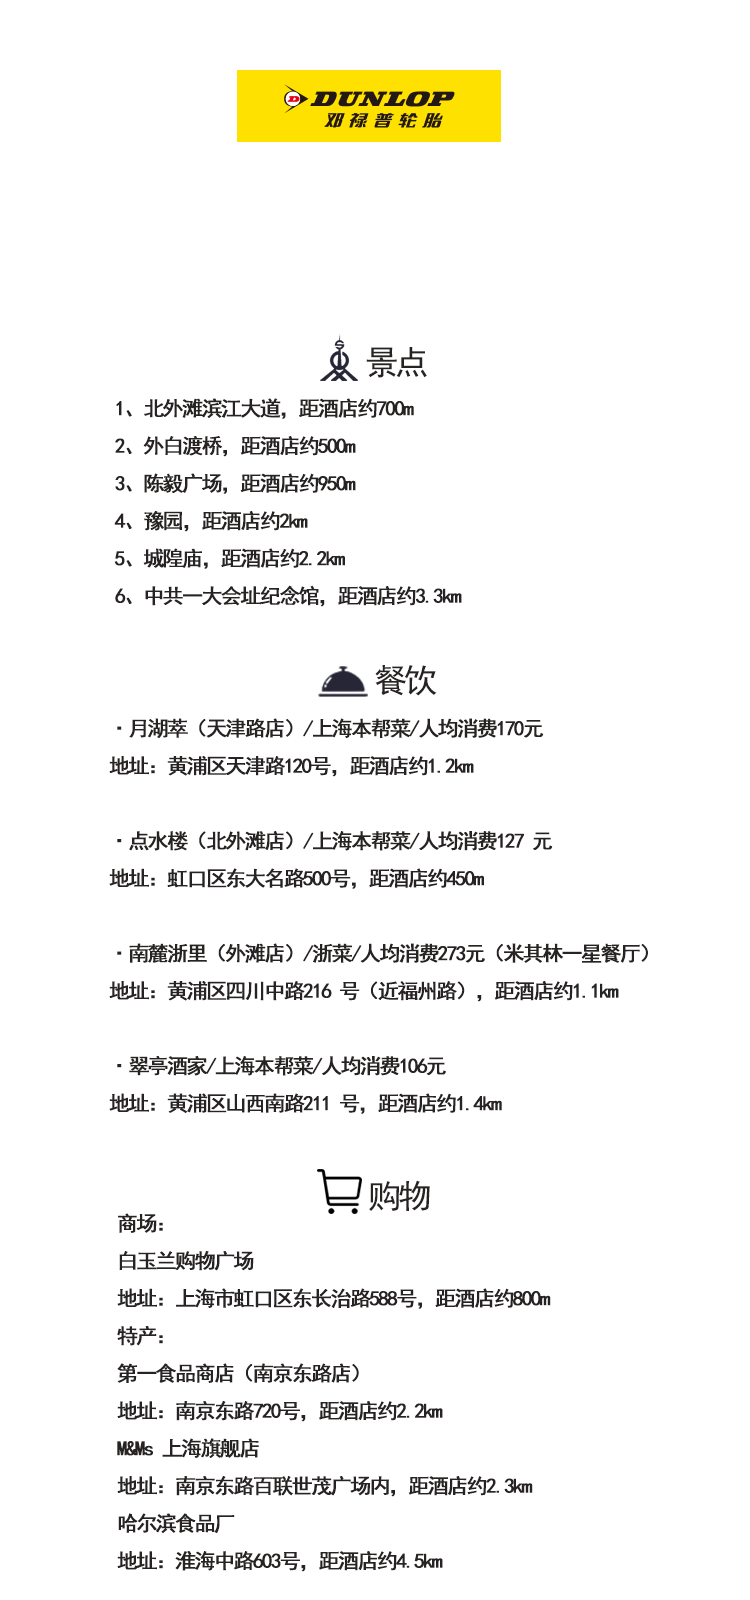 DUNLOP
邓禄普轮胎
景点
1、北外滩滨江大道，距酒店约700m
2、外白渡桥，距酒店约500m
3、陈毅广场，距酒店约950m
4、豫园，距酒店约2km
5、城隍庙，距酒店约2.2km
6、中共一大会址纪念馆，距酒店约3.3km
餐饮
·月湖萃（天津路店）/上海本帮菜/人均消费170元
地址：黄浦区天津路120号，距酒店约1.2km
·点水楼（北外滩店）/上海本帮菜/人均消费127 元
地址：虹口区东大名路500号，距酒店约450m
·南麓浙里（外滩店）/浙菜/人均消费273元（米其林一星餐厅）
地址：黄浦区四川中路216 号（近福州路），距酒店约1.1km
·翠亭酒家/上海本帮菜/人均消费106元
地址：黄浦区山西南路211 号，距酒店约1.4km
购物
商场：
白玉兰购物广场
地址：上海市虹口区东长治路588号，距酒店约800m
特产：
第一食品商店（南京东路店）
地址：南京东路720号，距酒店约2.2km
M&Ms 上海旗舰店
地址：南京东路百联世茂广场内，距酒店约2.3km
哈尔滨食品厂
地址：淮海中路603号，距酒店约4.5km